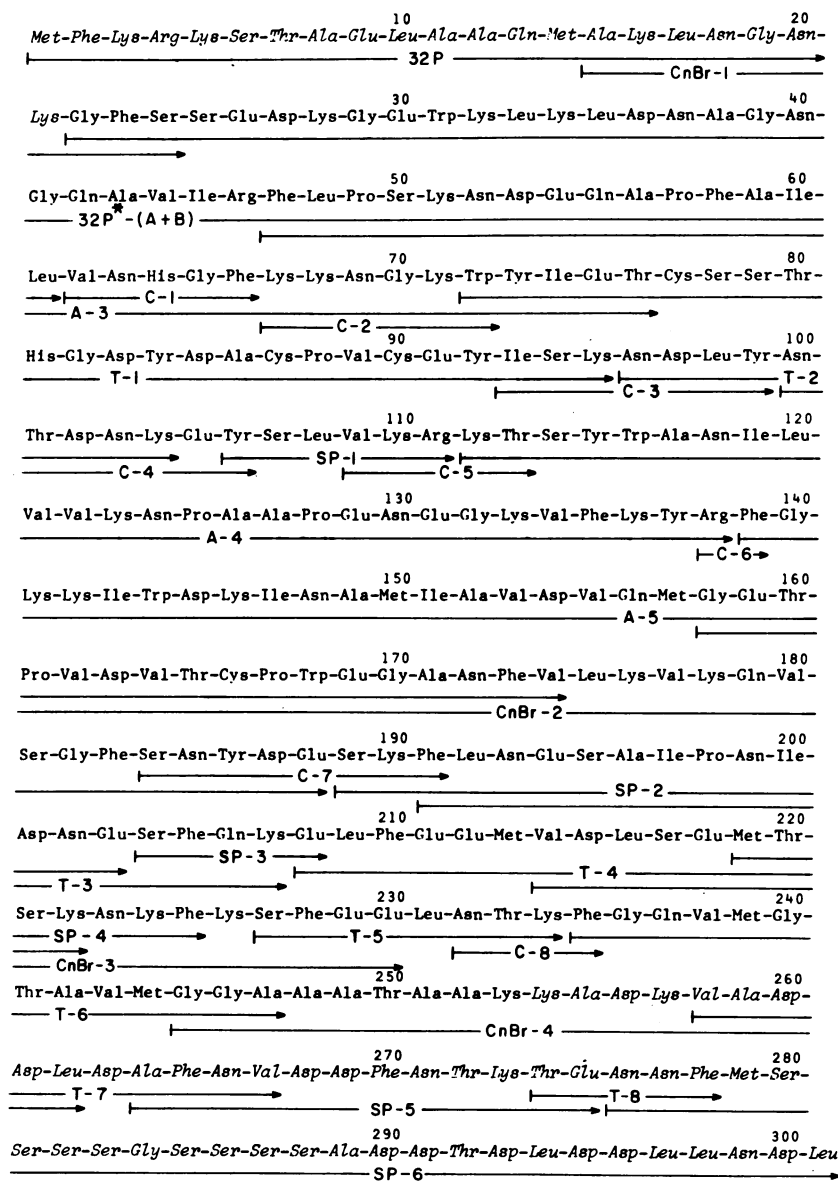 10 20
Met-Phe-Lys-Arg-Lys-Ser-Thr-Ala-Glu-Leu-Ala-Ala-Gln-Met-Ala-Lys-Leu-Asn-Gly-Asn-
32P
CnBr-1
30 40
Lys-Gly-Phe-Ser-Ser-Glu-Asp-Lys-Gly-Glu-Trp-Lys-Leu-Lys-Leu-Asp-Asn-Ala-Gly-Asn-
50 60
Gly-Gln-Ala-Val-Ile-Arg-Phe-Leu-Pro-Ser-Lys-Asn-Asp-Glu-Gln-Ala-Pro-Phe-Ala-Ile-
32P*-(A+B)
70 80
Leu-Val-Asn-His-Gly-Phe-Lys-Lys-Asn-Gly-Lys-Trp-Tyr-Ile-Glu-Thr-Cys-Ser-Ser-Thr-
C-1
A-3
C-2
90 100
His-Gly-Asp-Tyr-Asp-Ala-Cys-Pro-Val-Cys-Glu-Tyr-Ile-Ser-Lys-Asn-Asp-Leu-Tyr-Asn-
T-1 T-2
C-3
110 120
Thr-Asp-Asn-Lys-Glu-Tyr-Ser-Leu-Val-Lys-Arg-Lys-Thr-Ser-Tyr-Trp-Ala-Asn-Ile-Leu-
SP-1
C-4 C-5
130 140
Val-Val-Lys-Asn-Pro-Ala-Ala-Pro-Glu-Asn-Glu-Gly-Lys-Val-Phe-Lys-Tyr-Arg-Phe-Gly-
A-4
C-6
150 160
Lys-Lys-Ile-Trp-Asp-Lys-Ile-Asn-Ala-Met-Ile-Ala-Val-Asp-Val-Gln-Met-Gly-Glu-Thr-
A-5
170 180
Pro-Val-Asp-Val-Thr-Cys-Pro-Trp-Glu-Gly-Ala-Asn-Phe-Val-Leu-Lys-Val-Lys-Gln-Val-
CnBr-2
190 200
Ser-Gly-Phe-Ser-Asn-Tyr-Asp-Glu-Ser-Lys-Phe-Leu-Asn-Glu-Ser-Ala-Ile-Pro-Asn-Ile-
C-7
SP-2
210 220
Asp-Asn-Glu-Ser-Phe-Gln-Lys-Glu-Leu-Phe-Glu-Glu-Met-Val-Asp-Leu-Ser-Glu-Met-Thr-
SP-3
T-3 T-4
230 240
Ser-Lys-Asn-Lys-Phe-Lys-Ser-Phe-Glu-Glu-Leu-Asn-Thr-Lys-Phe-Gly-Gln-Val-Met-Gly-
SP-4 T-5
C-8
CnBr-3
250 260
Thr-Ala-Val-Met-Gly-Gly-Ala-Ala-Ala-Thr-Ala-Ala-Lys-Lys-Ala-Asp-Lys-Val-Ala-Asp-
T-6
CnBr-4
270 280
Asp-Leu-Asp-Ala-Phe-Asn-Val-Asp-Asp-Phe-Asn-Thr-Lys-Thr-Glu-Asn-Asn-Phe-Met-Ser-
T-7 T-8
SP-5
290 300
Ser-Ser-Ser-Gly-Ser-Ser-Ser-Ser-Ala-Asp-Asp-Thr-Asp-Leu-Asp-Asp-Leu-Leu-Asn-Asp-Leu
SP-6